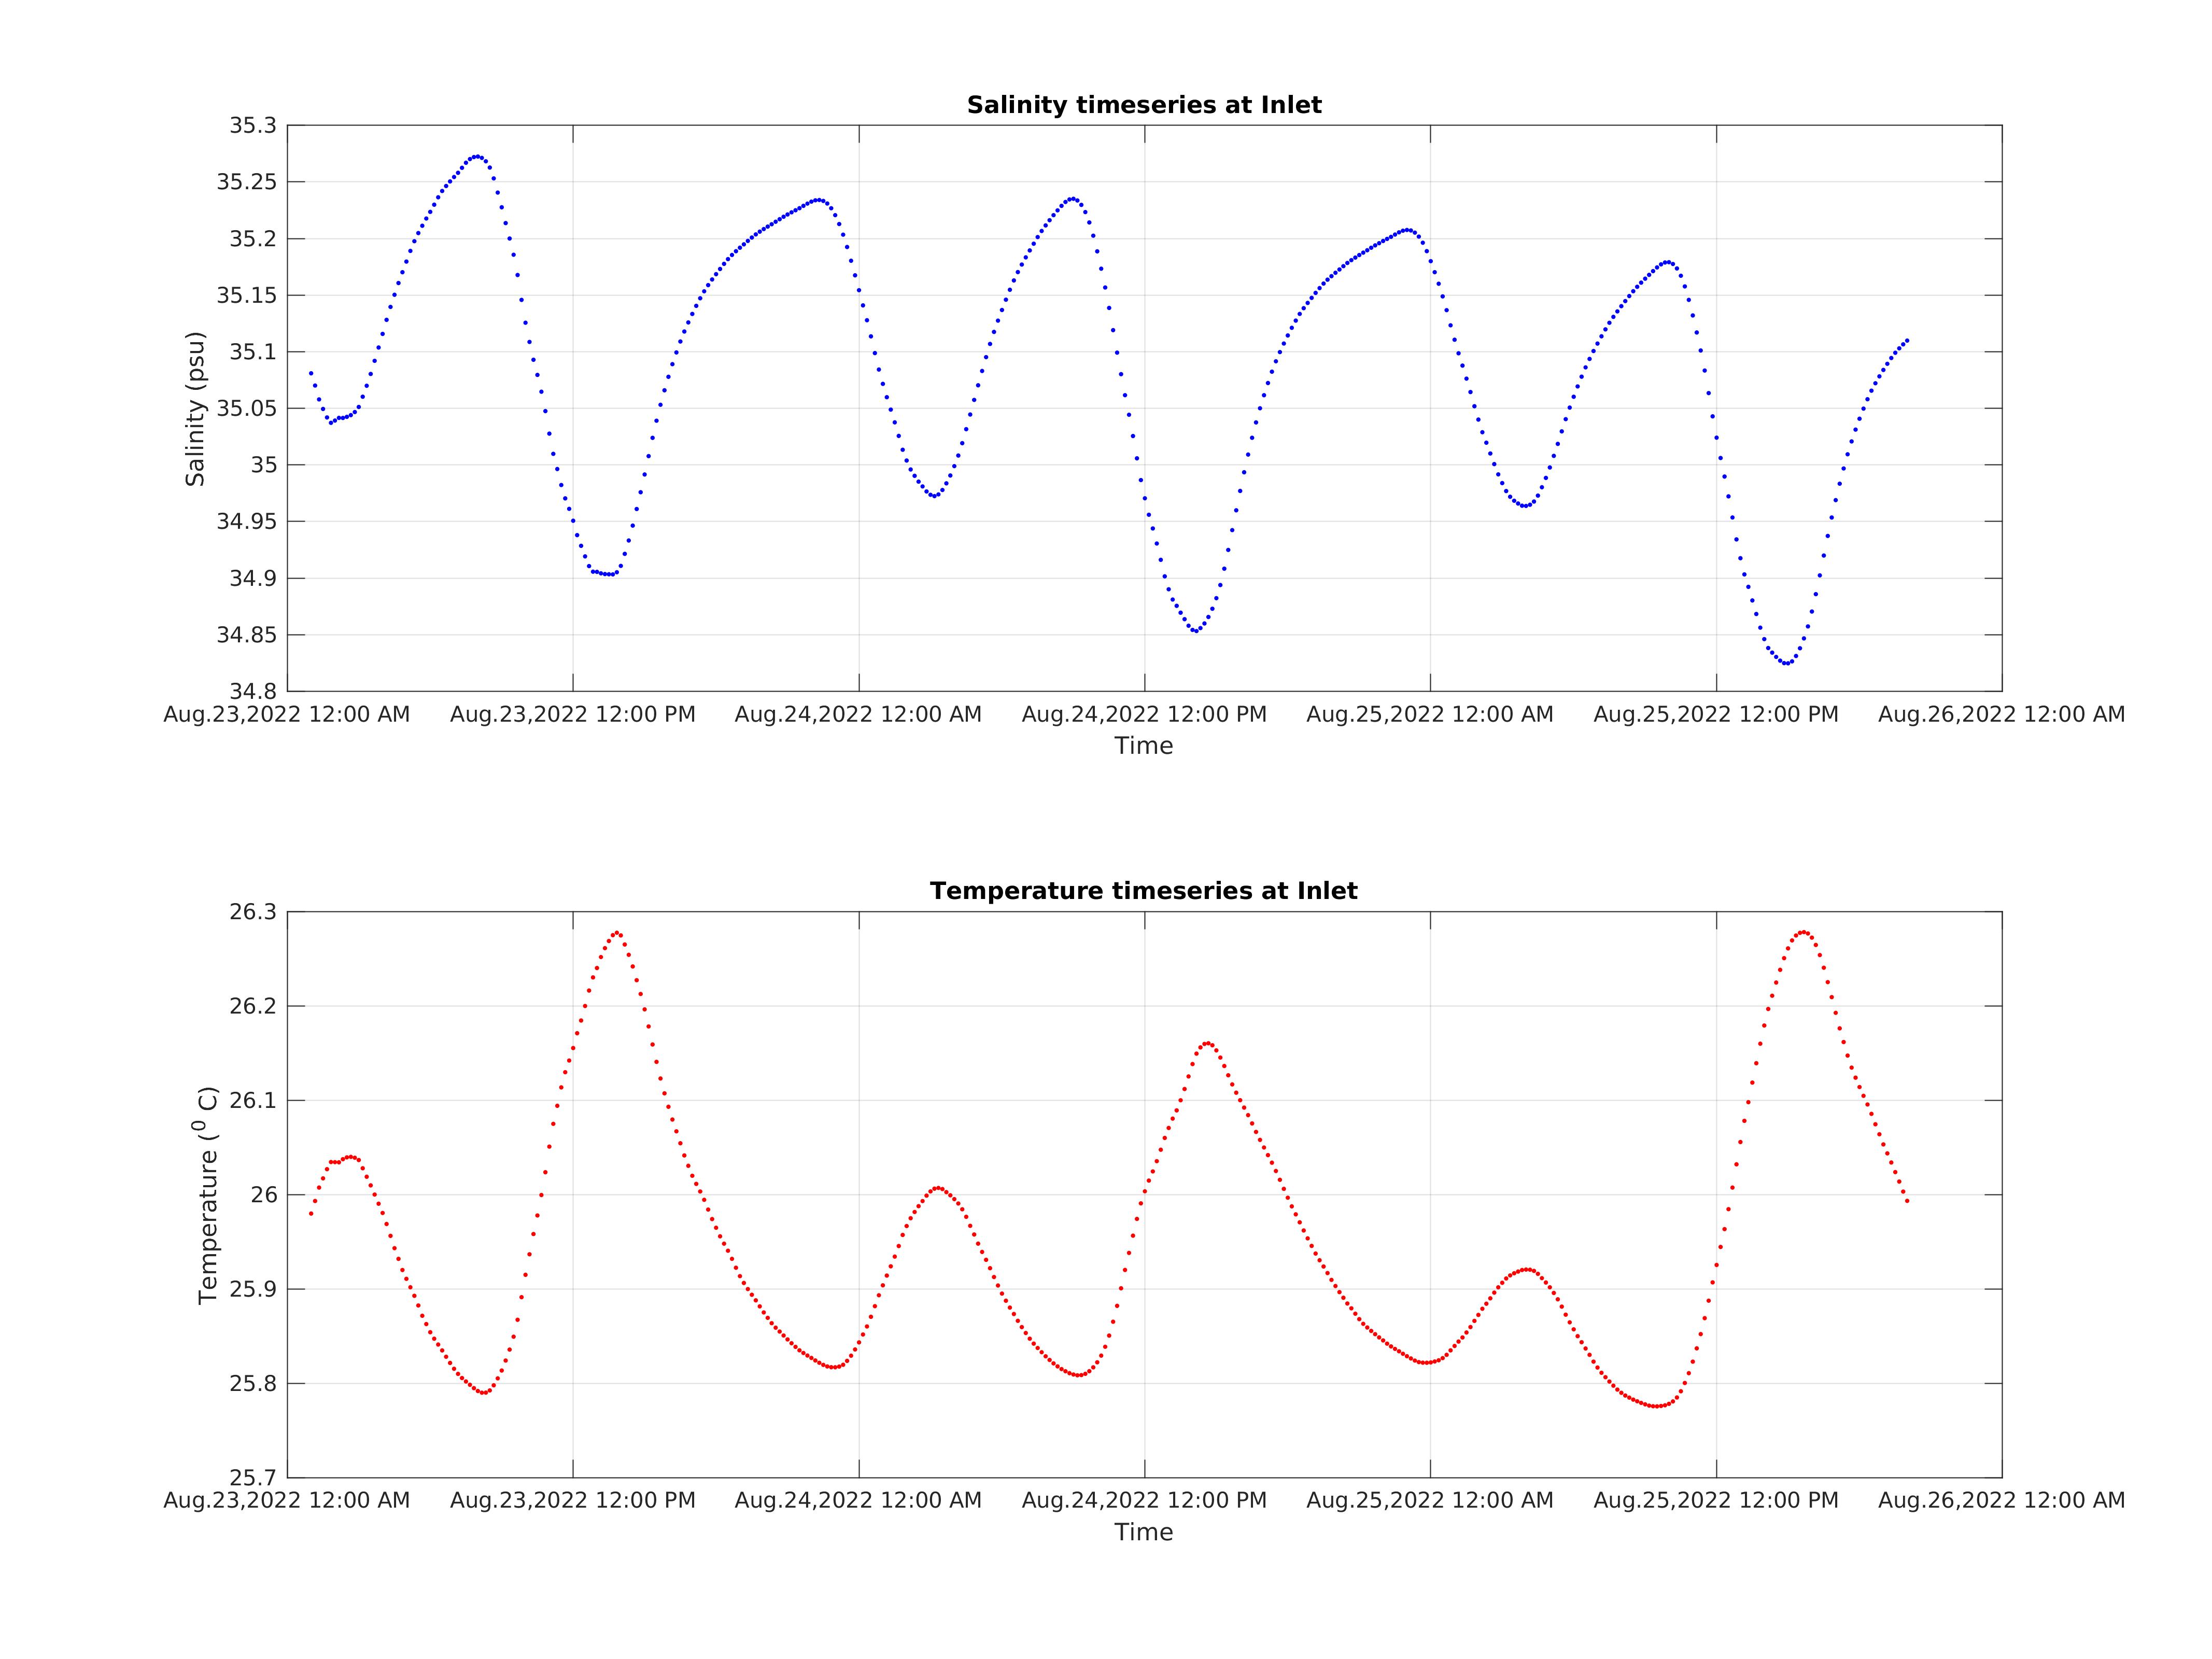 Salinity timeseries at Inlet
35.3
35.25
35.2
35.15
35.1
35.05
35
34.95
34.9
34.85
34.8
Salinity (psu)
Aug.23,2022 12:00 AM Aug.23,2022 12:00 PM Aug.24,2022 12:00 AM Aug.24,2022 12:00 PM Aug.25,2022 12:00 AM Aug.25,2022 12:00 PM Aug.26,2022 12:00 AM
Time
Temperature timeseries at Inlet
26.3
26.2
26.1
26
25.9
25.8
25.7
Temperature (⁰ C)
Aug.23,2022 12:00 AM Aug.23,2022 12:00 PM Aug.24,2022 12:00 AM Aug.24,2022 12:00 PM Aug.25,2022 12:00 AM Aug.25,2022 12:00 PM Aug.26,2022 12:00 AM
Time